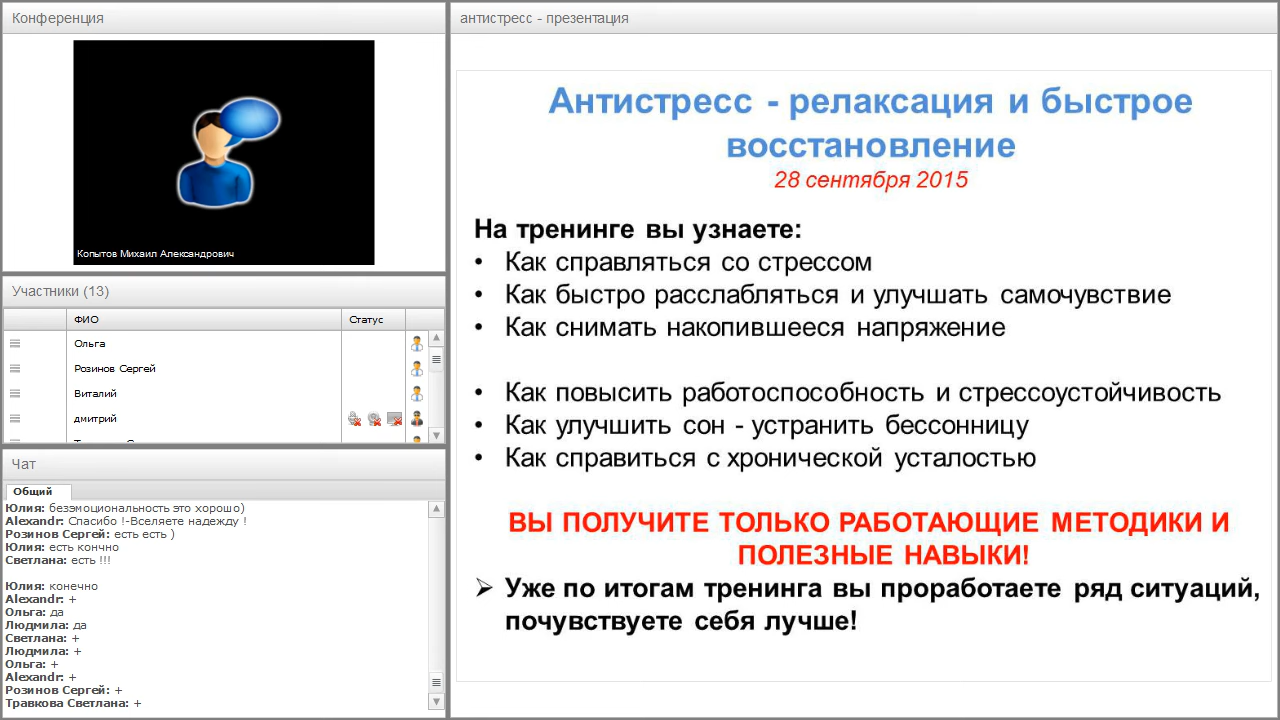 Конференция
Копытов Михаил Александрович
Участники (13)
ФИО Статус
Ольга
Розинов Сергей
Виталий
дмитрий
Чат
Общий
Юлия: безэмоциональность это хорошо)
Alexandr: Спасибо !-Вселяете надежду !
Розинов Сергей: есть есть )
Юлия: есть кончно
Светлана: есть !!!
Юлия: конечно
Alexandr: +
Ольга: да
Людмила: да
Светлана: +
Людмила: +
Ольга: +
Alexandr: +
Розинов Сергей: +
Травкова Светлана: +
антистресс - презентация
Антистресс - релаксация и быстрое
восстановление
28 сентября 2015
На тренинге вы узнаете:
• Как справляться со стрессом
• Как быстро расслабляться и улучшать самочувствие
• Как снимать накопившееся напряжение
• Как повысить работоспособность и стрессоустойчивость
• Как улучшить сон - устранить бессонницу
• Как справиться с хронической усталостью
ВЫ ПОЛУЧИТЕ ТОЛЬКО РАБОТАЮЩИЕ МЕТОДИКИ И
ПОЛЕЗНЫЕ НАВЫКИ!
➢ Уже по итогам тренинга вы проработаете ряд ситуаций,
почувствуете себя лучше!